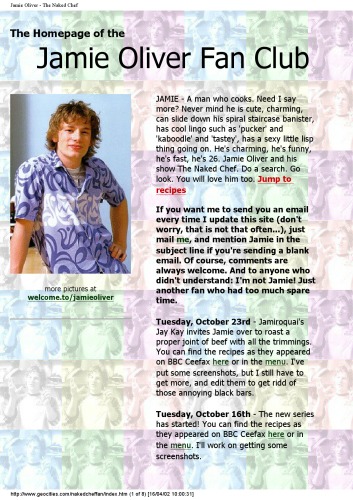 Jamie Oliver - The Naked Chef
The Homepage of the
Jamie Oliver Fan Club
JAMIE - A man who cooks. Need I say
more? Never mind he is cute, charming,
can slide down his spiral staircase banister,
has cool lingo such as 'pucker' and
'kaboodle' and 'tasty', has a sexy little lisp
thing going on. He's charming, he's funny,
he's fast, he's 26. Jamie Oliver and his
show The Naked Chef. Do a search. Go
look. You will love him too. Jump to
recipes
If you want me to send you an email
every time I update this site (don't
worry, that is not that often...), just
mail me, and mention Jamie in the
subject line if you're sending a blank
email. Of course, comments are
always welcome. And to anyone who
didn't understand: I'm not Jamie! Just
another fan who had too much spare
time.
more pictures at
welcome.to/jamieoliver
Tuesday, October 23rd - Jamiroquai's
Jay Kay invites Jamie over to roast a
proper joint of beef with all the trimmings.
You can find the recipes as they appeared
on BBC Ceefax here or in the menu. I've
put some screenshots, but I still have to
get more, and edit them to get ridd of
those annoying black bars.
Tuesday, October 16th - The new series
has started! You can find the recipes as
they appeared on BBC Ceefax here or in
the menu. I'll work on getting some
screenshots.
http://www.geocities.com/nakedcheffan/index.htm (1 of 8) [16/04/02 10:00:31]